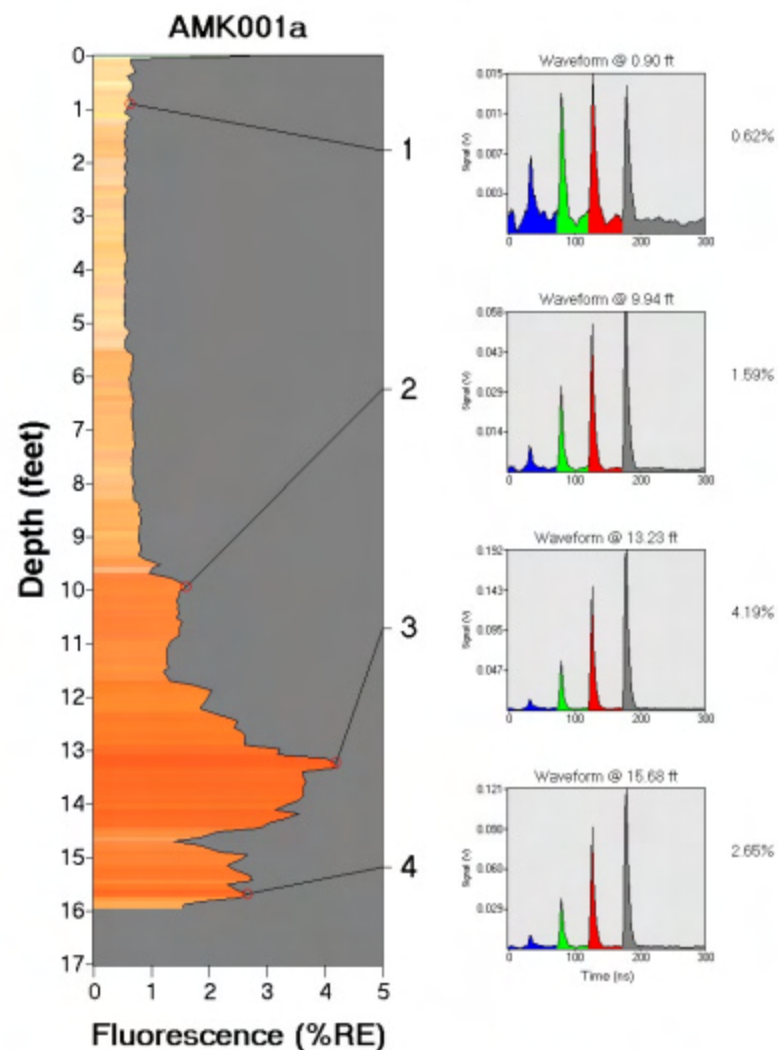 AMK001a
0
1
2
3
4
5
6
7
8
9
10
11
12
13
14
15
16
17
Depth (feet)
0 1 2 3 4 5
Fluorescence (%RE)
1
2
3
4
Waveform @ 0.90 ft
0.015
0.011
0.007
0.003
Signal (V)
0 100 200 300
0.62%
Waveform @ 9.94 ft
0.058
0.043
0.029
0.014
Signal (V)
0 100 200 300
1.59%
Waveform @ 13.23 ft
0.192
0.143
0.095
0.047
Signal (V)
0 100 200 300
4.19%
Waveform @ 15.68 ft
0.121
0.090
0.060
0.029
Signal (V)
0 100 200 300
Time (ns)
2.65%